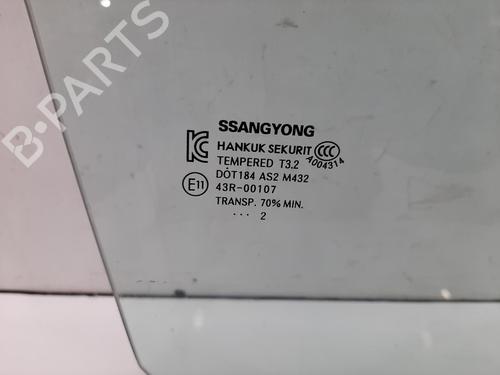 B-PARTS
SSANGYONG
HANKUK SEKURIT CCC
TEMPERED T3.2 A004314
DOT184 AS2 M432
E11 43R-00107
TRANSP. 70% MIN.
... 2